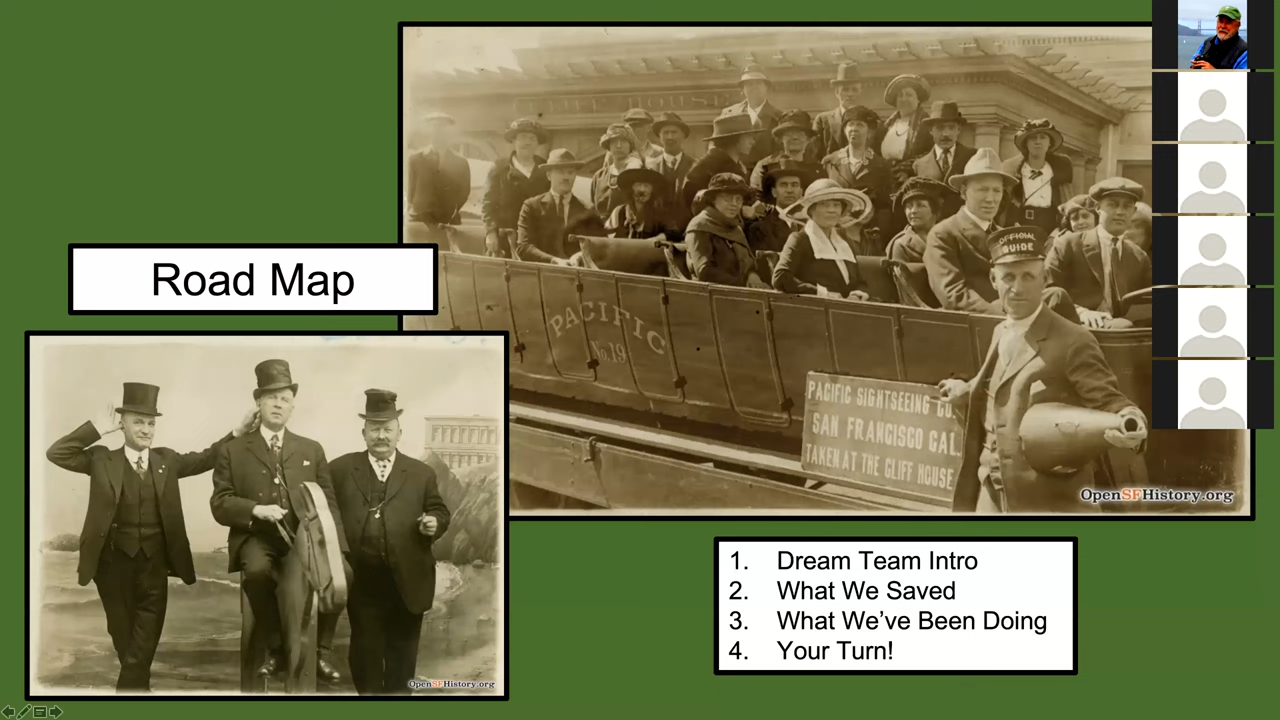 CLIFF HOUSE
OFFICIAL
GUIDE
PACIFIC
No. 19
PACIFIC SIGHTSEEING CO.
SAN FRANCISCO CAL.
TAKEN AT THE CLIFF HOUSE
OpenSFHistory.org
Road Map
OpenSFHistory.org
1. Dream Team Intro
2. What We Saved
3. What We’ve Been Doing
4. Your Turn!